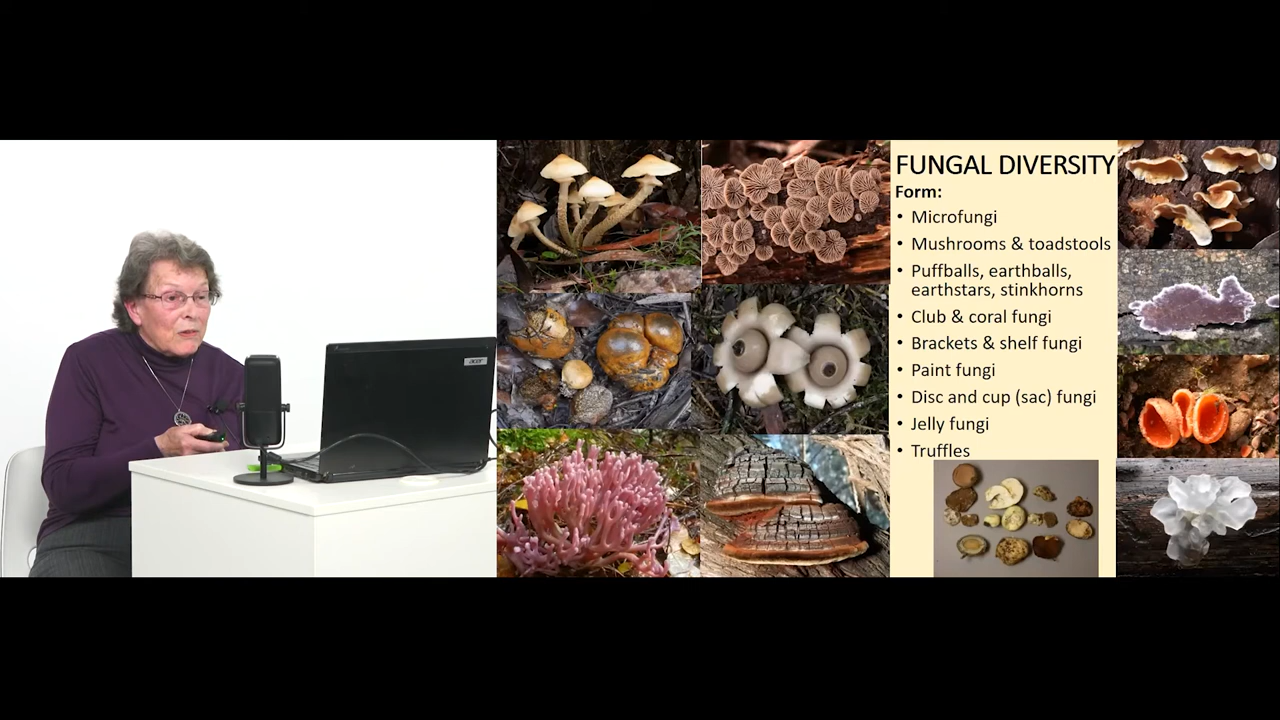 acer
FUNGAL DIVERSITY
Form:
• Microfungi
• Mushrooms & toadstools
• Puffballs, earthballs,
earthstars, stinkhorns
• Club & coral fungi
• Brackets & shelf fungi
• Paint fungi
• Disc and cup (sac) fungi
• Jelly fungi
• Truffles